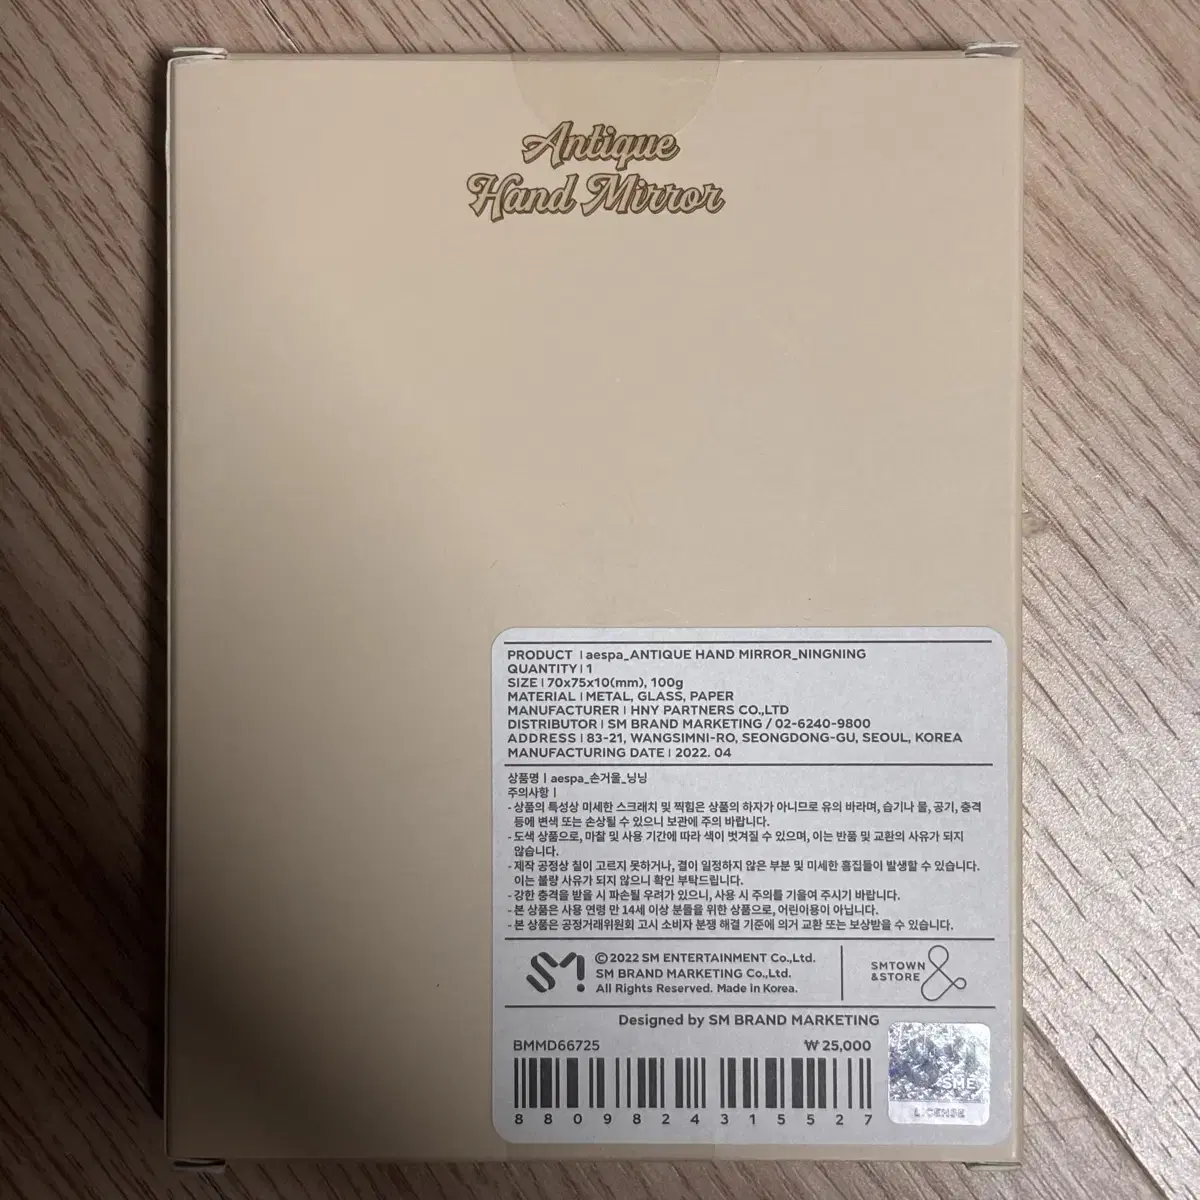 Antique
Hand Mirror
PRODUCT | aespa_ANTIQUE HAND MIRROR_NINGNING
QUANTITY | 1
SIZE | 70x75x10(mm), 100g
MATERIAL | METAL, GLASS, PAPER
MANUFACTURER | HNY PARTNERS CO.,LTD
DISTRIBUTOR | SM BRAND MARKETING / 02-6240-9800
ADDRESS | 83-21, WANGSIMNI-RO, SEONGDONG-GU, SEOUL, KOREA
MANUFACTURING DATE | 2022. 04
상품명 | aespa_손거울_닝닝
주의사항 |
- 상품의 특성상 미세한 스크래치 및 찍힘은 상품의 하자가 아니므로 유의 바라며, 습기나 물, 공기, 충격
등에 변색 또는 손상될 수 있으니 보관에 주의 바랍니다.
- 도색 상품으로, 마찰 및 사용 기간에 따라 색이 벗겨질 수 있으며, 이는 반품 및 교환의 사유가 되지
않습니다.
- 제작 공정상 칠이 고르지 못하거나, 결이 일정하지 않은 부분 및 미세한 흠집들이 발생할 수 있습니다.
이는 불량 사유가 되지 않으니 확인 부탁드립니다.
- 강한 충격을 받을 시 파손될 우려가 있으니, 사용 시 주의를 기울여 주시기 바랍니다.
- 본 상품은 사용 연령 만 14세 이상 분들을 위한 상품으로, 어린이용이 아닙니다.
- 본 상품은 공정거래위원회 고시 소비자 분쟁 해결 기준에 의거 교환 또는 보상받을 수 있습니다.
SM
© 2022 SM ENTERTAINMENT Co.,Ltd.
SM BRAND MARKETING Co.,Ltd.
All Rights Reserved. Made in Korea.
SMTOWN
&STORE
Designed by SM BRAND MARKETING
BMMD66725
₩ 25,000
8809824315527
SME
LICENSE